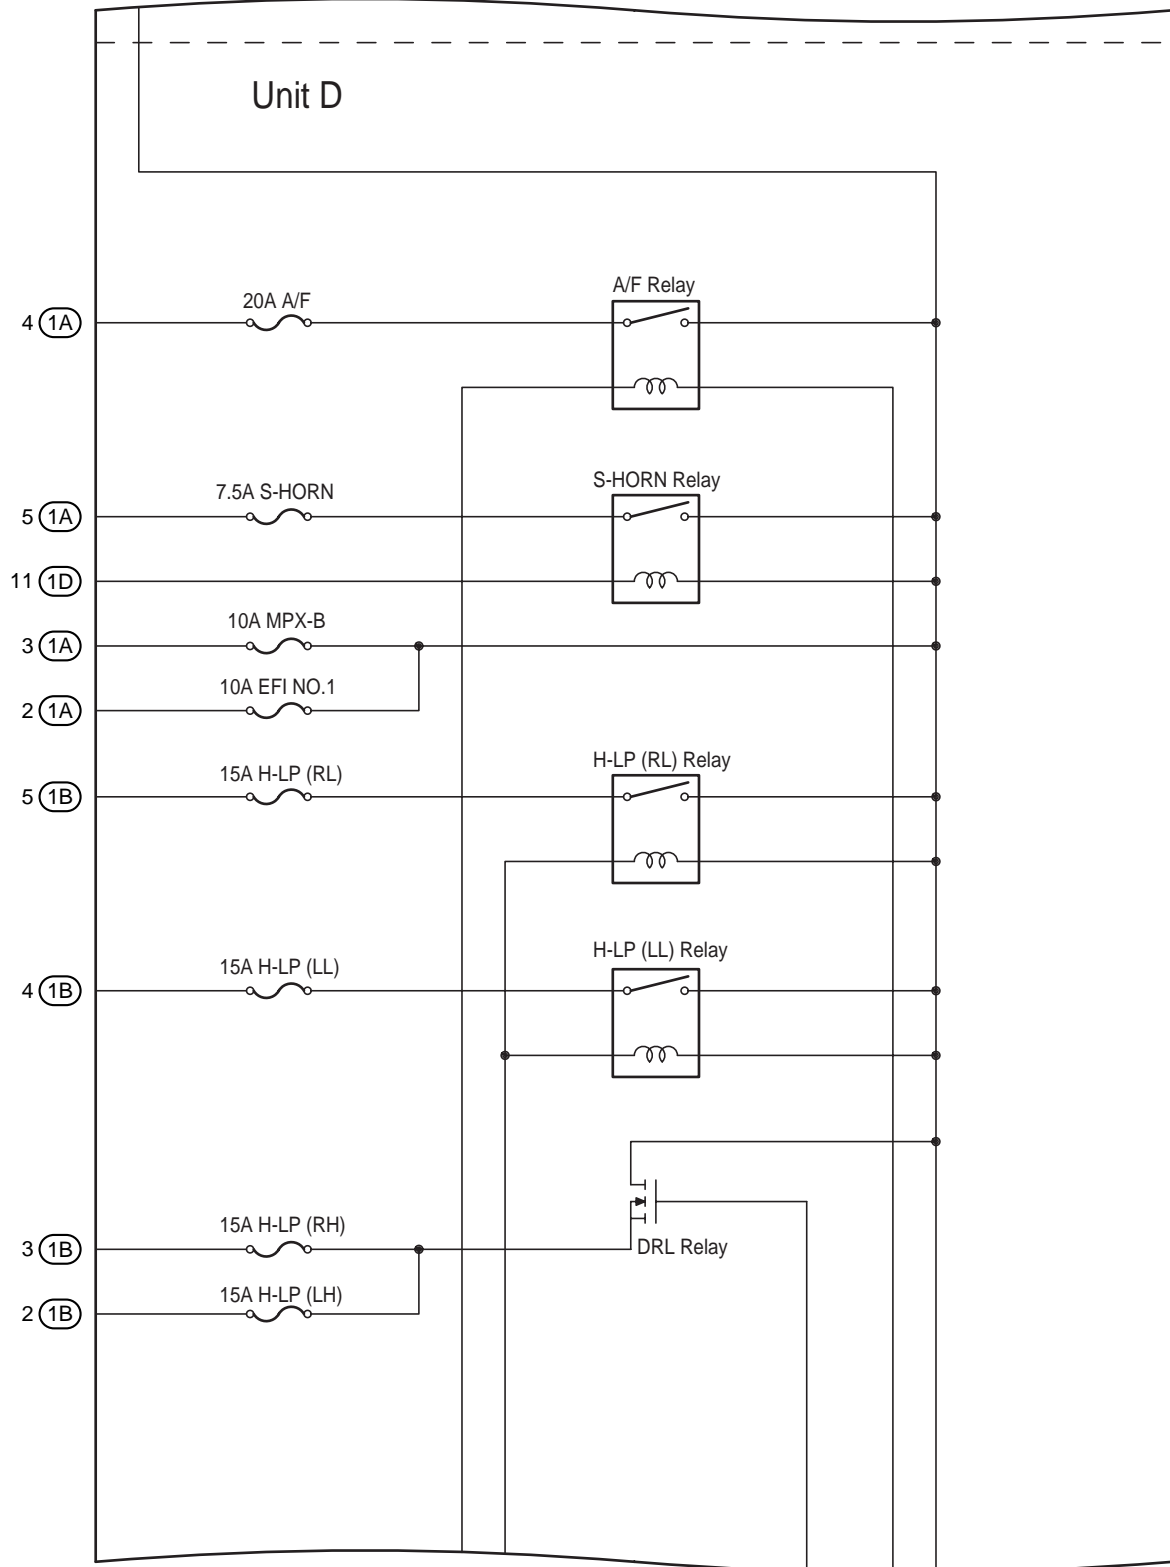 Unit D
A/F Relay
20A A/F
4 1A
S-HORN Relay
7.5A S-HORN
5 1A
11 1D
10A MPX-B
3 1A
10A EFI NO.1
2 1A
H-LP (RL) Relay
15A H-LP (RL)
5 1B
H-LP (LL) Relay
15A H-LP (LL)
4 1B
15A H-LP (RH)
3 1B
DRL Relay
15A H-LP (LH)
2 1B